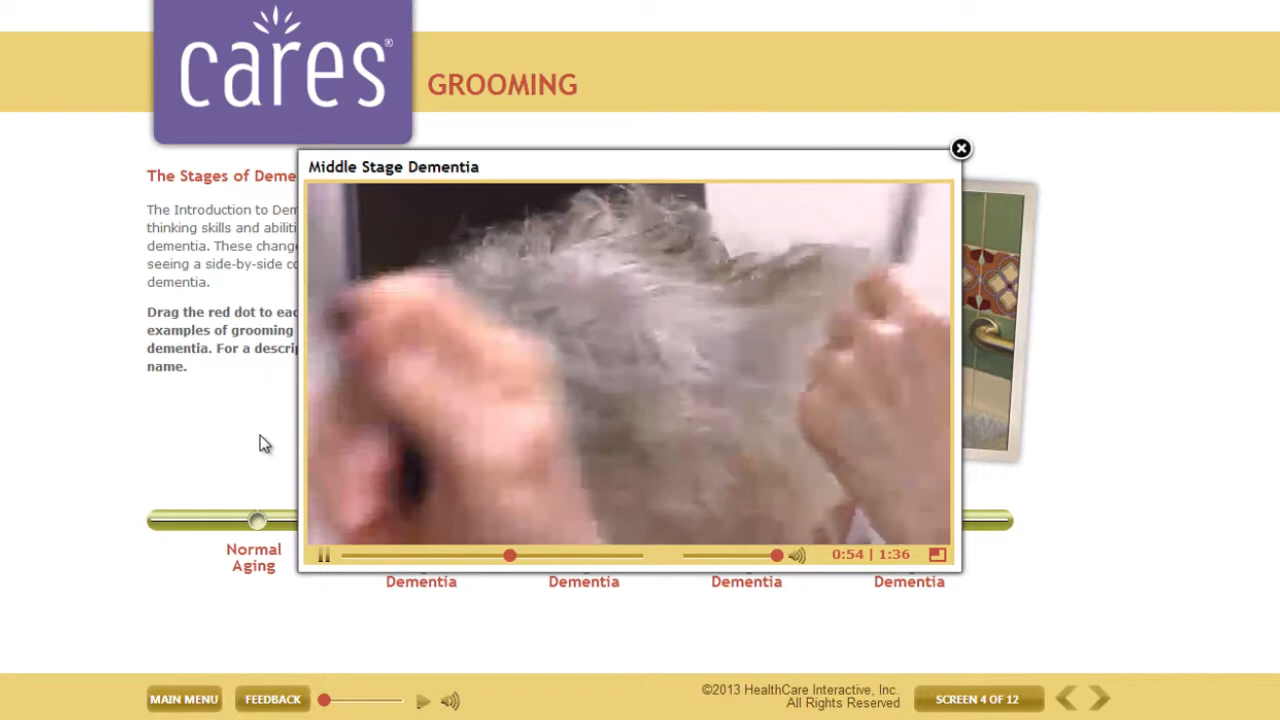 cares®
GROOMING
Middle Stage Dementia
The Stages of Deme
The Introduction to Dem
thinking skills and abiliti
dementia. These change
seeing a side-by-side co
dementia.
Drag the red dot to eac
examples of grooming
dementia. For a descrip
name.
0:54 | 1:36
Normal
Aging
Dementia
Dementia
Dementia
Dementia
MAIN MENU
FEEDBACK
©2013 HealthCare Interactive, Inc.
All Rights Reserved
SCREEN 4 OF 12